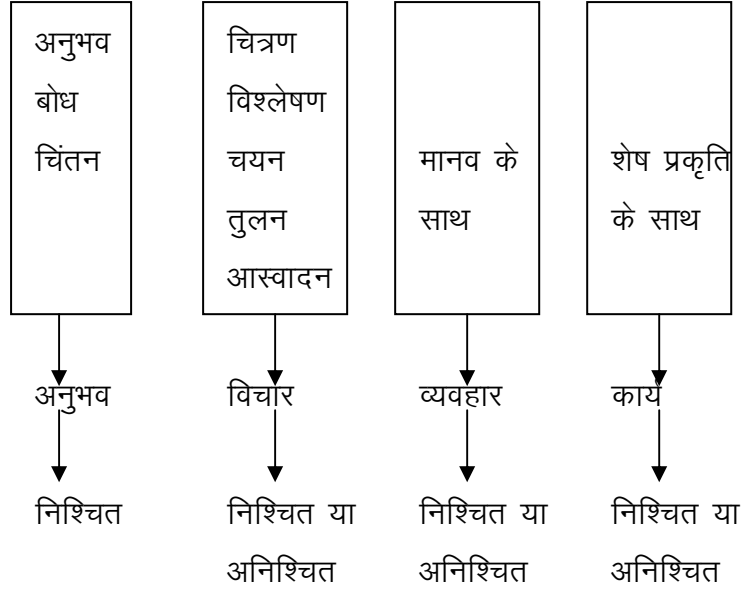 अनुभव
बोध
चिंतन
चित्रण
विश्लेषण
चयन
तुलन
आस्वादन
मानव के
साथ
शेष प्रकृति
के साथ
अनुभव
विचार
व्यवहार
कार्य
निश्चित
निश्चित या
अनिश्चित
निश्चित या
अनिश्चित
निश्चित या
अनिश्चित